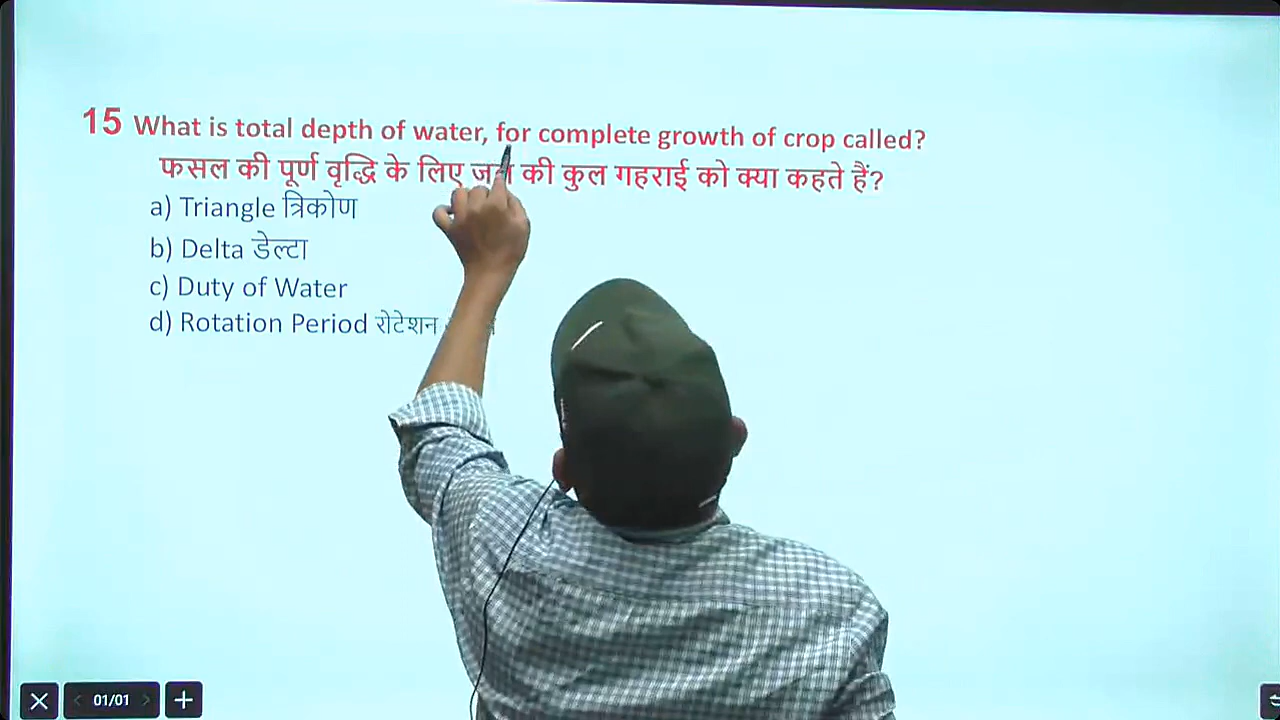 15 What is total depth of water, for complete growth of crop called?
फसल की पूर्ण वृद्धि के लिए की कुल गहराई को क्या कहते हैं?
a) Triangle त्रिकोण
b) Delta डेल्टा
c) Duty of Water
d) Rotation Period रोटेशन
01/01